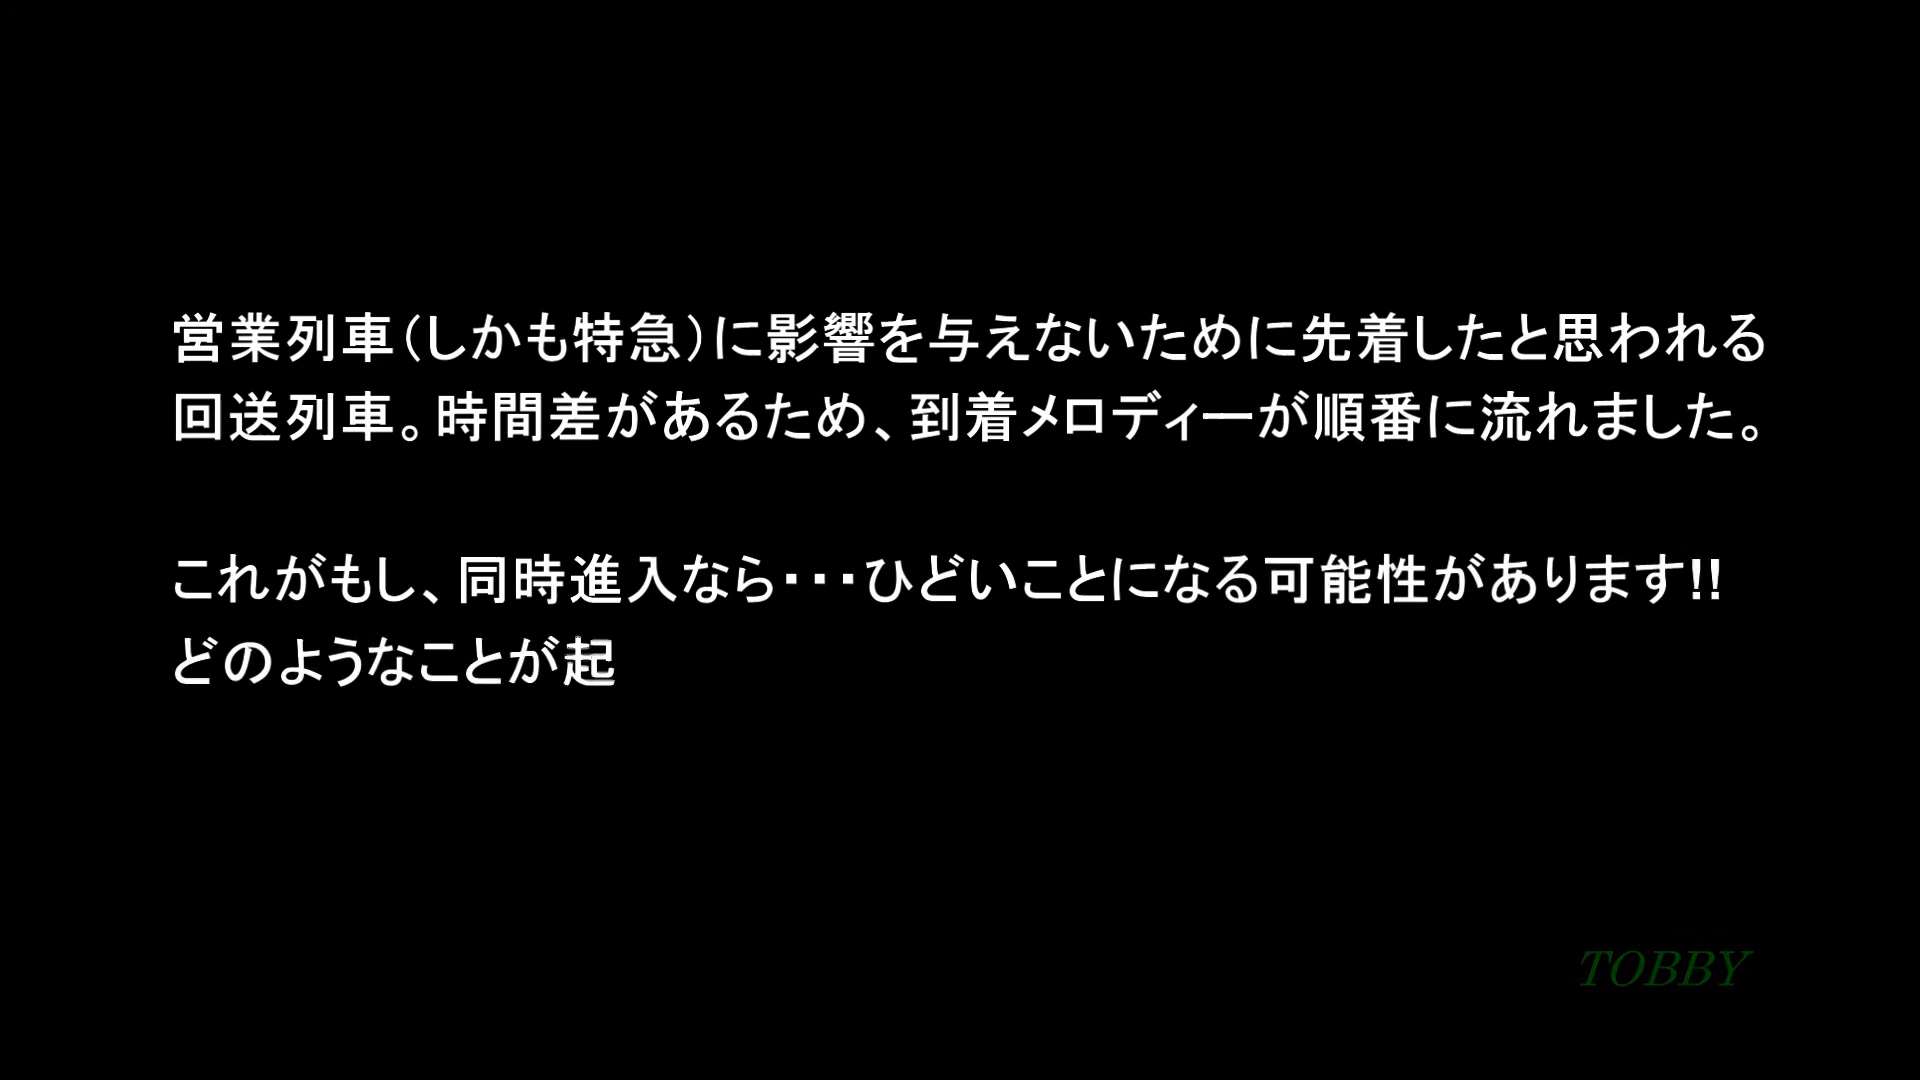 営業列車(しかも特急)に影響を与えないために先着したと思われる
回送列車。時間差があるため、到着メロディーが順番に流れました。
これがもし、同時進入なら･･･ひどいことになる可能性があります!!
どのようなことが起
TOBBY